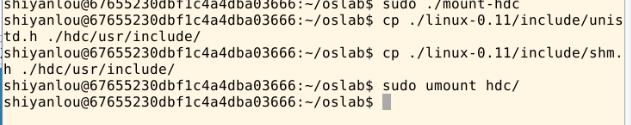 shiyanlou@67655230dbf1c4a4dba03666:~/oslab$ sudo ./mount-hdc
shiyanlou@67655230dbf1c4a4dba03666:~/oslab$ cp ./linux-0.11/include/unis
td.h ./hdc/usr/include/
shiyanlou@67655230dbf1c4a4dba03666:~/oslab$ cp ./linux-0.11/include/shm.
h ./hdc/usr/include/
shiyanlou@67655230dbf1c4a4dba03666:~/oslab$ sudo umount hdc/
shiyanlou@67655230dbf1c4a4dba03666:~/oslab$